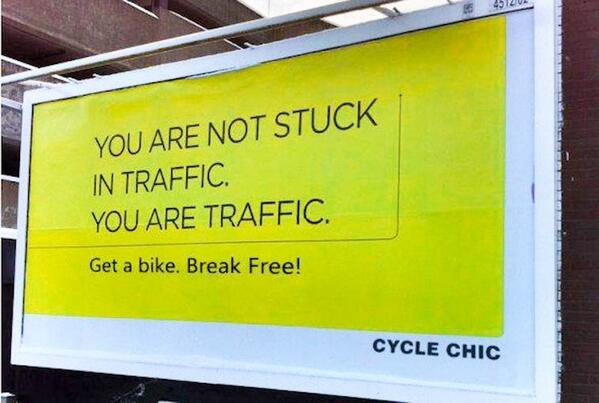 YOU ARE NOT STUCK
IN TRAFFIC.
YOU ARE TRAFFIC.
Get a bike. Break Free!
CYCLE CHIC